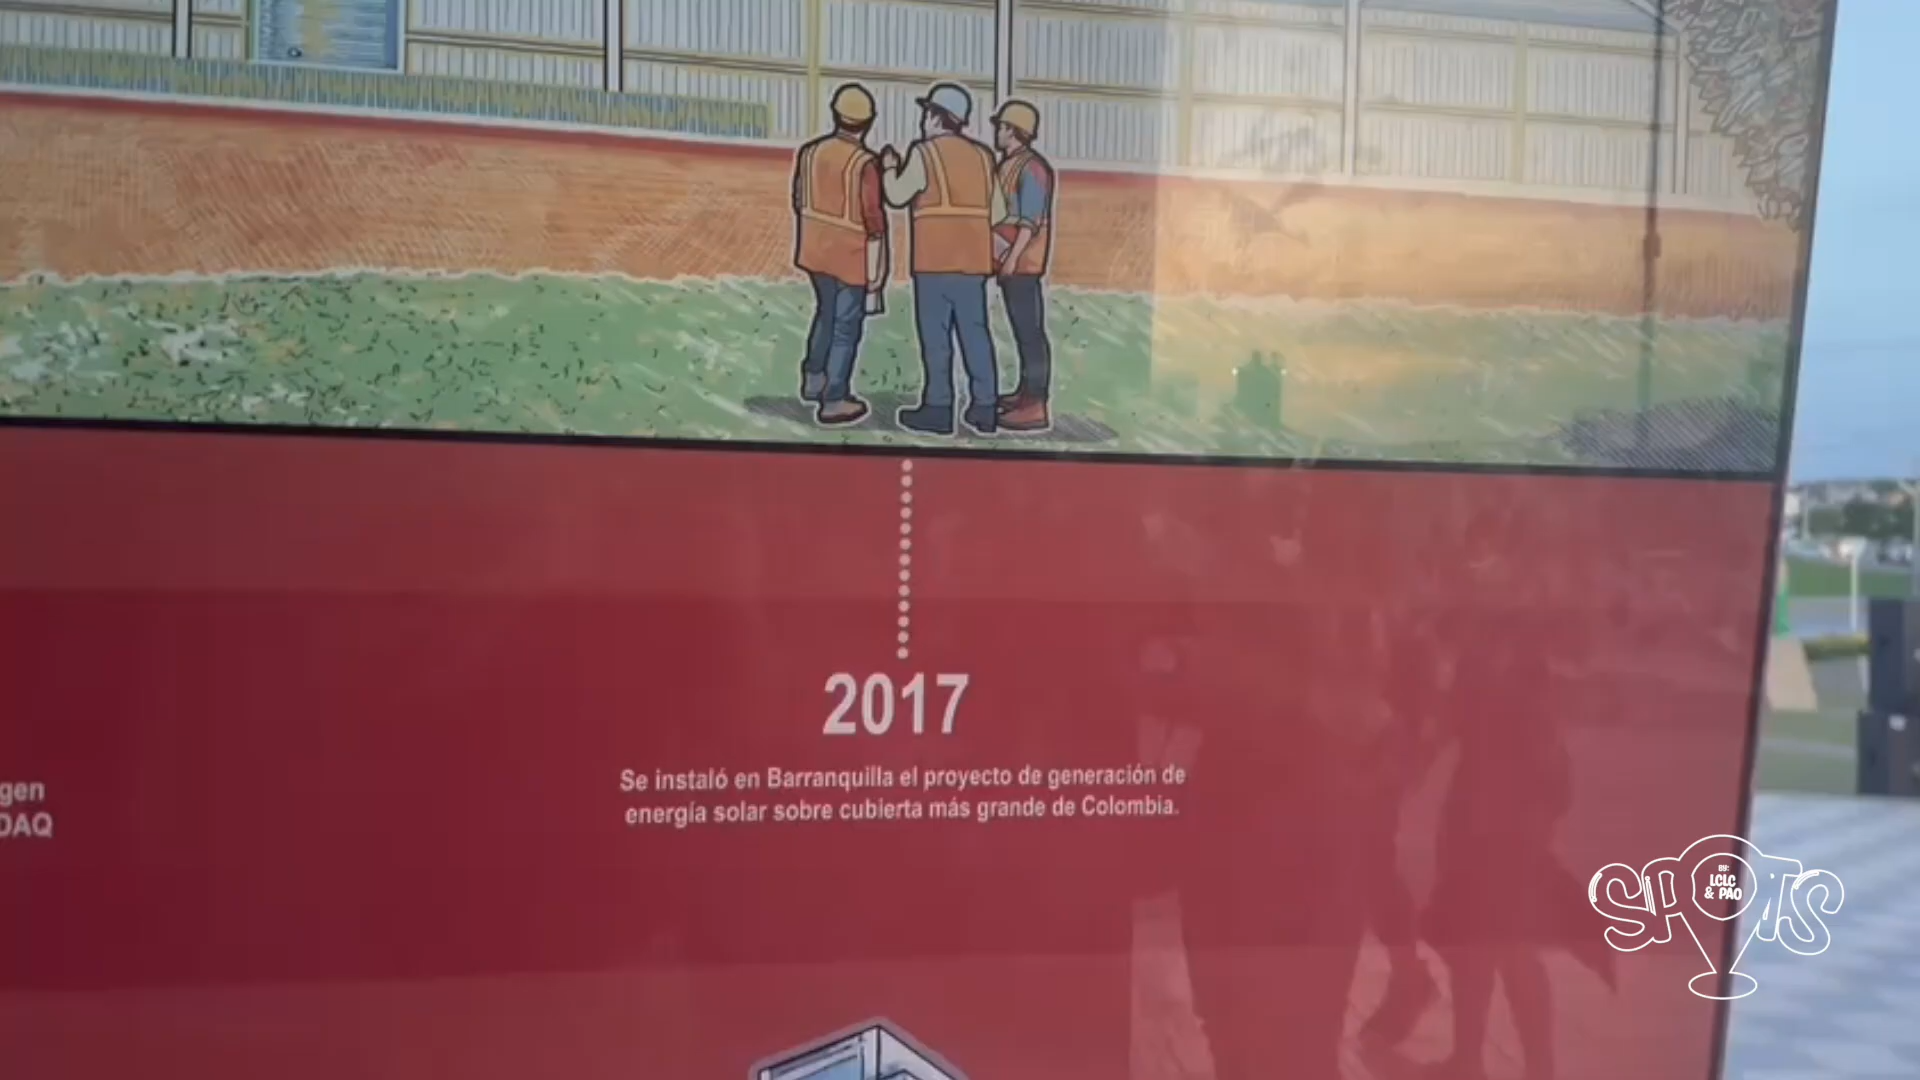 2017
Se instaló en Barranquilla el proyecto de generación de
energía solar sobre cubierta más grande de Colombia.
gen
DAQ
SPOTS
BY:
LCLC
& PAO